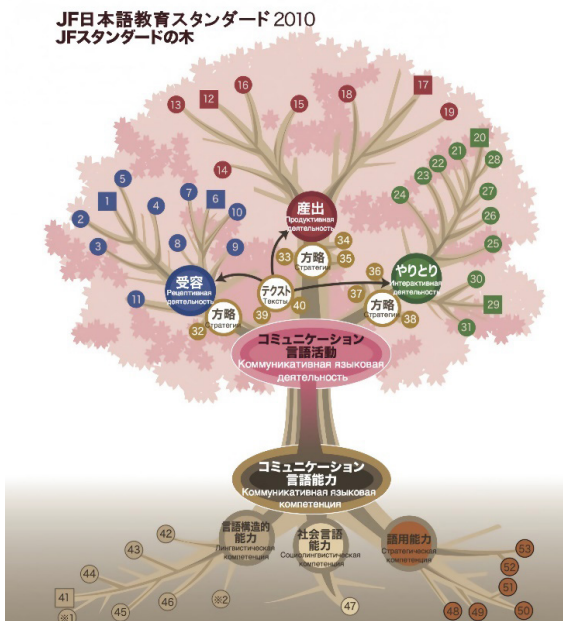 JF日本語教育スタンダード 2010
JFスタンダードの木
16
12
17
13
15
18
19
14
20
21
22
28
23
24
27
26
25
5
1
7
6
4
10
2
8
9
3
11
産出
Продуктивная
деятельность
方略
Стратегии
33
34
35
受容
Рецептивная
деятельность
方略
Стратегии
32
テクスト
Тексты
39
40
やりとり
Интерактивная
деятельность
36
37
方略
Стратегии
38
30
29
31
コミュニケーション
言語活動
Коммуникативная языковая
деятельность
コミュニケーション
言語能力
Коммуникативная языковая
компетенция
言語構造的
能力
Лингвистическая
компетенция
社会言語
能力
Социолингвистическая
компетенция
語用能力
Стратегическая
компетенция
42
43
44
41
※1
45
46
※2
47
53
52
51
48
49
50